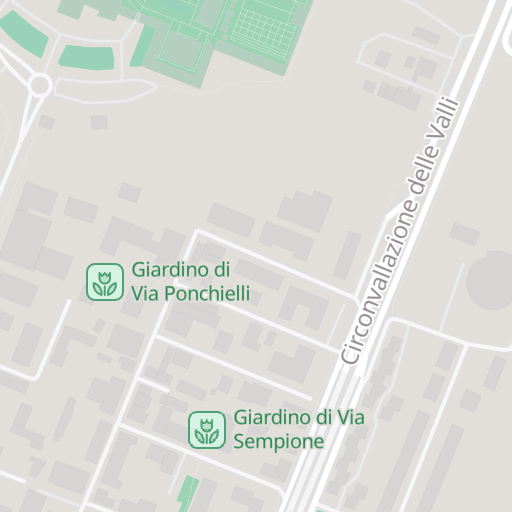 Circonvallazione delle Valli
Giardino di
Via Ponchielli
Giardino di Via
Sempione